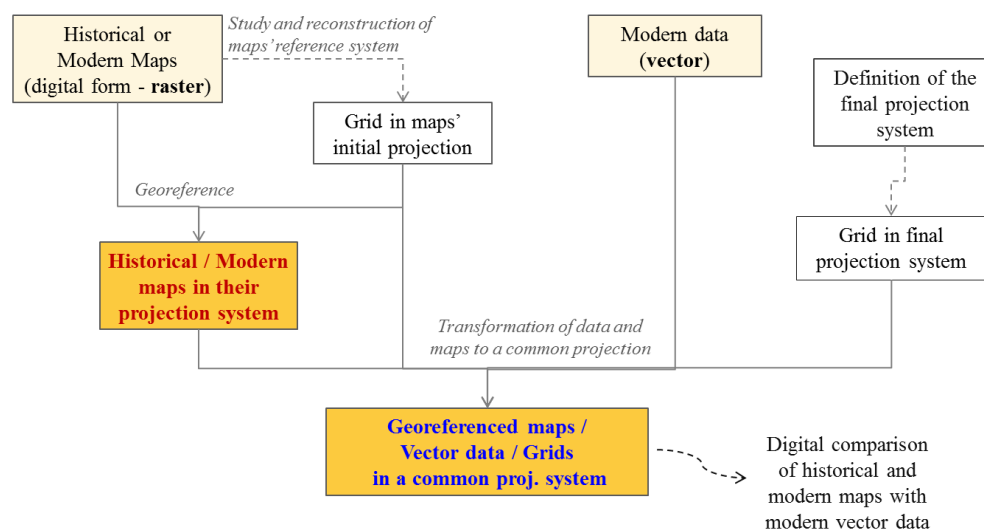 Historical or
Modern Maps
(digital form - raster)
Study and reconstruction of
maps' reference system
Modern data
(vector)
Definition of the
final projection
system
Grid in maps'
initial projection
Georeference
Grid in final
projection system
Historical / Modern
maps in their
projection system
Transformation of data and
maps to a common projection
Georeferenced maps /
Vector data / Grids
in a common proj. system
Digital comparison
of historical and
modern maps with
modern vector data